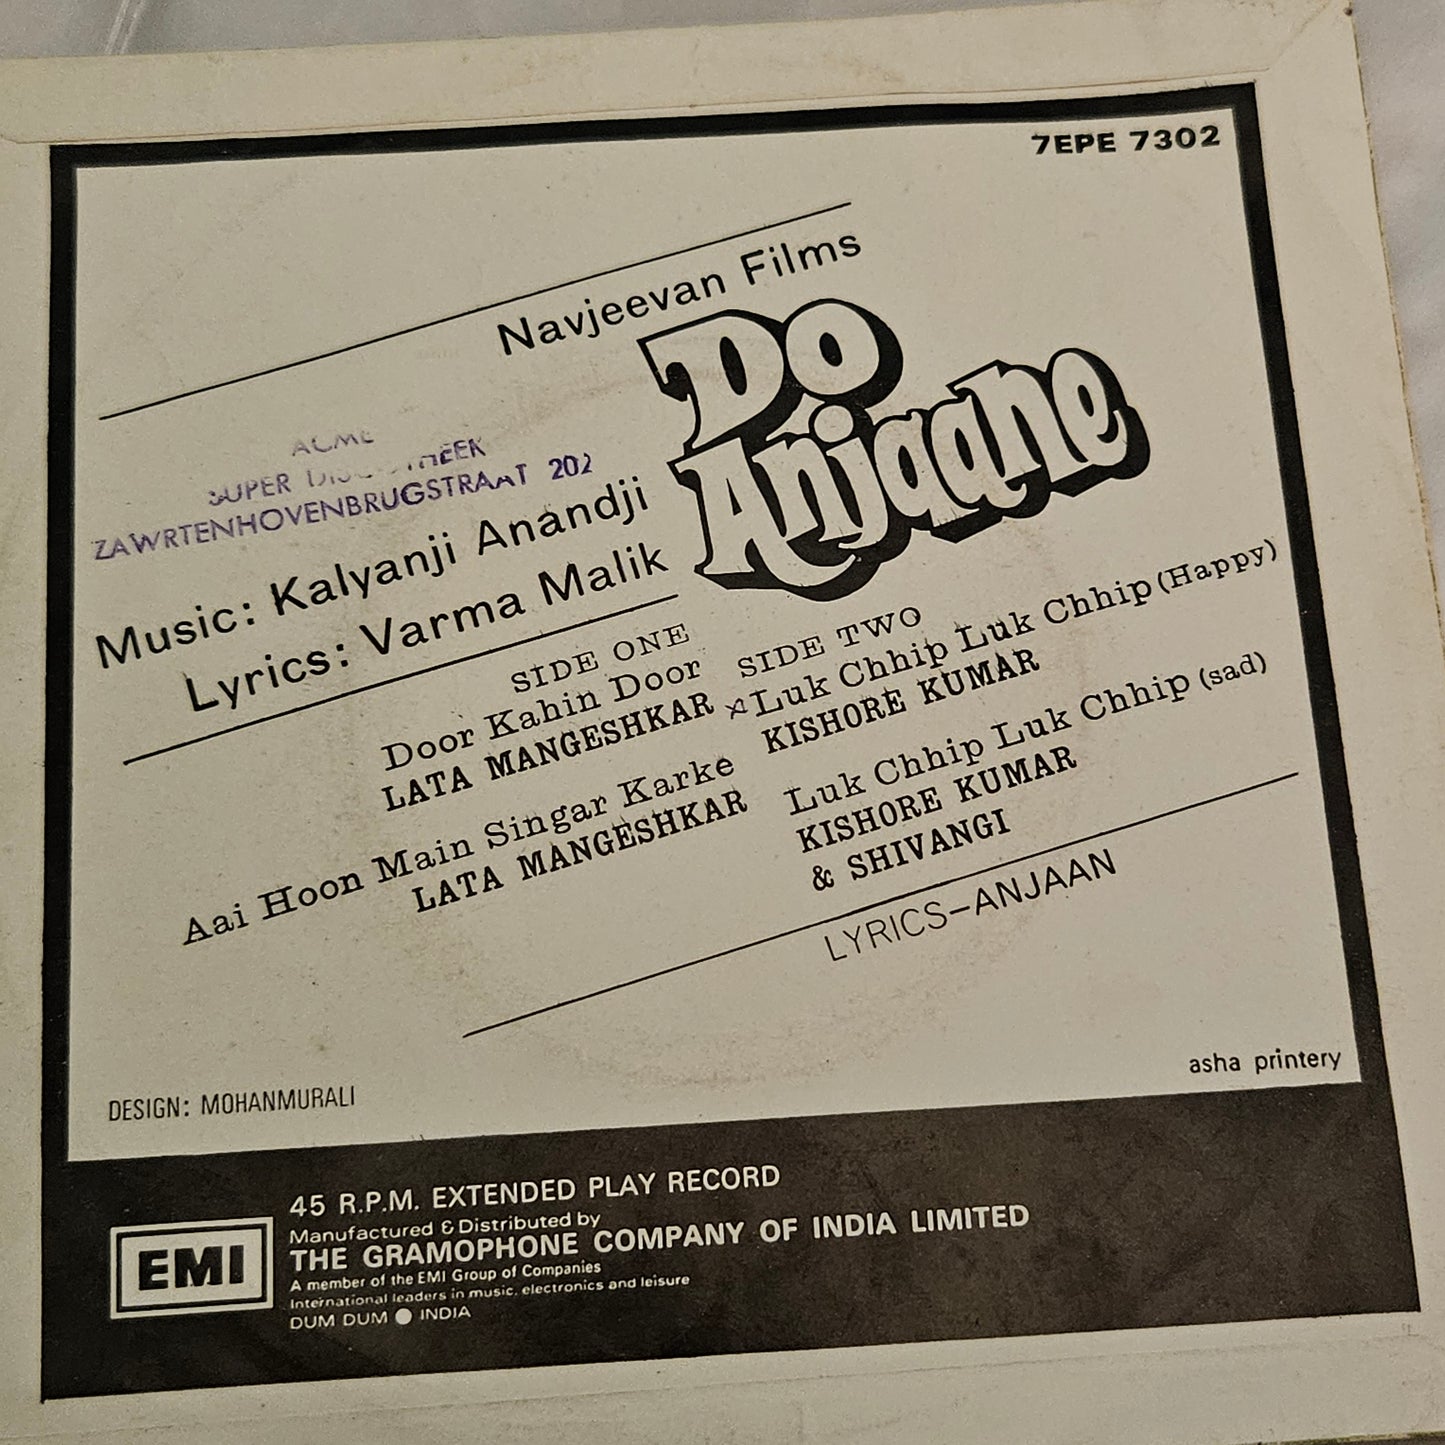 7EPE 7302
Navjeevan Films
Do
Anjaane
ACME
SUPER
ZAWRTENHOVENBRUGSTRAAT 202
Music: Kalyanji Anandji
Lyrics: Varma Malik
SIDE ONE
Door Kahin Door
LATA MANGESHKAR
Aai Hoon Main Singar Karke
LATA MANGESHKAR
SIDE TWO
Luk Chhip Luk Chhip (Happy)
KISHORE KUMAR
Luk Chhip Luk Chhip (sad)
KISHORE KUMAR
& SHIVANGI
LYRICS-ANJAAN
DESIGN: MOHANMURALI
asha printery
EMI
45 R.P.M. EXTENDED PLAY RECORD
Manufactured & Distributed by
THE GRAMOPHONE COMPANY OF INDIA LIMITED
A member of the EMI Group of Companies
International leaders in music, electronics and leisure
DUM DUM ● INDIA